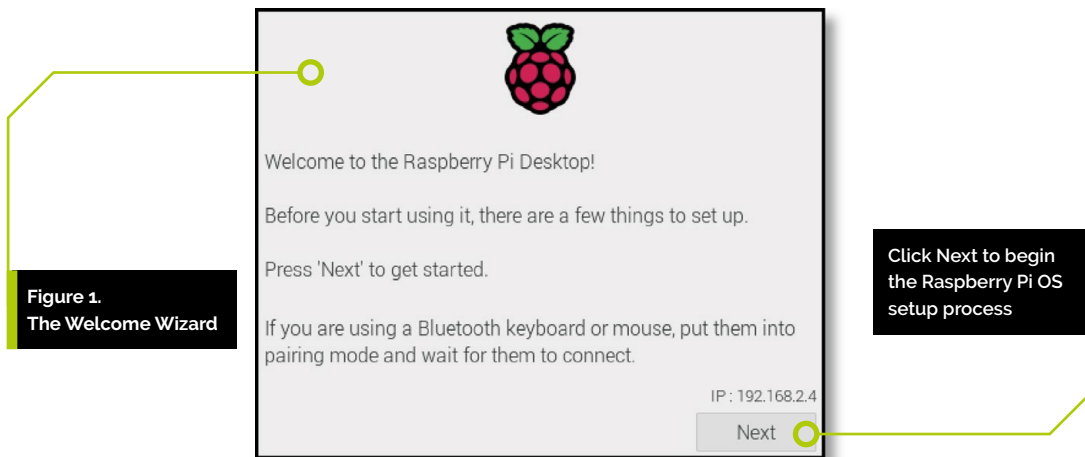 Welcome to the Raspberry Pi Desktop!
Before you start using it, there are a few things to set up.
Press 'Next' to get started.
If you are using a Bluetooth keyboard or mouse, put them into
pairing mode and wait for them to connect.
IP : 192.168.2.4
Next
Figure 1.
The Welcome Wizard
Click Next to begin
the Raspberry Pi OS
setup process